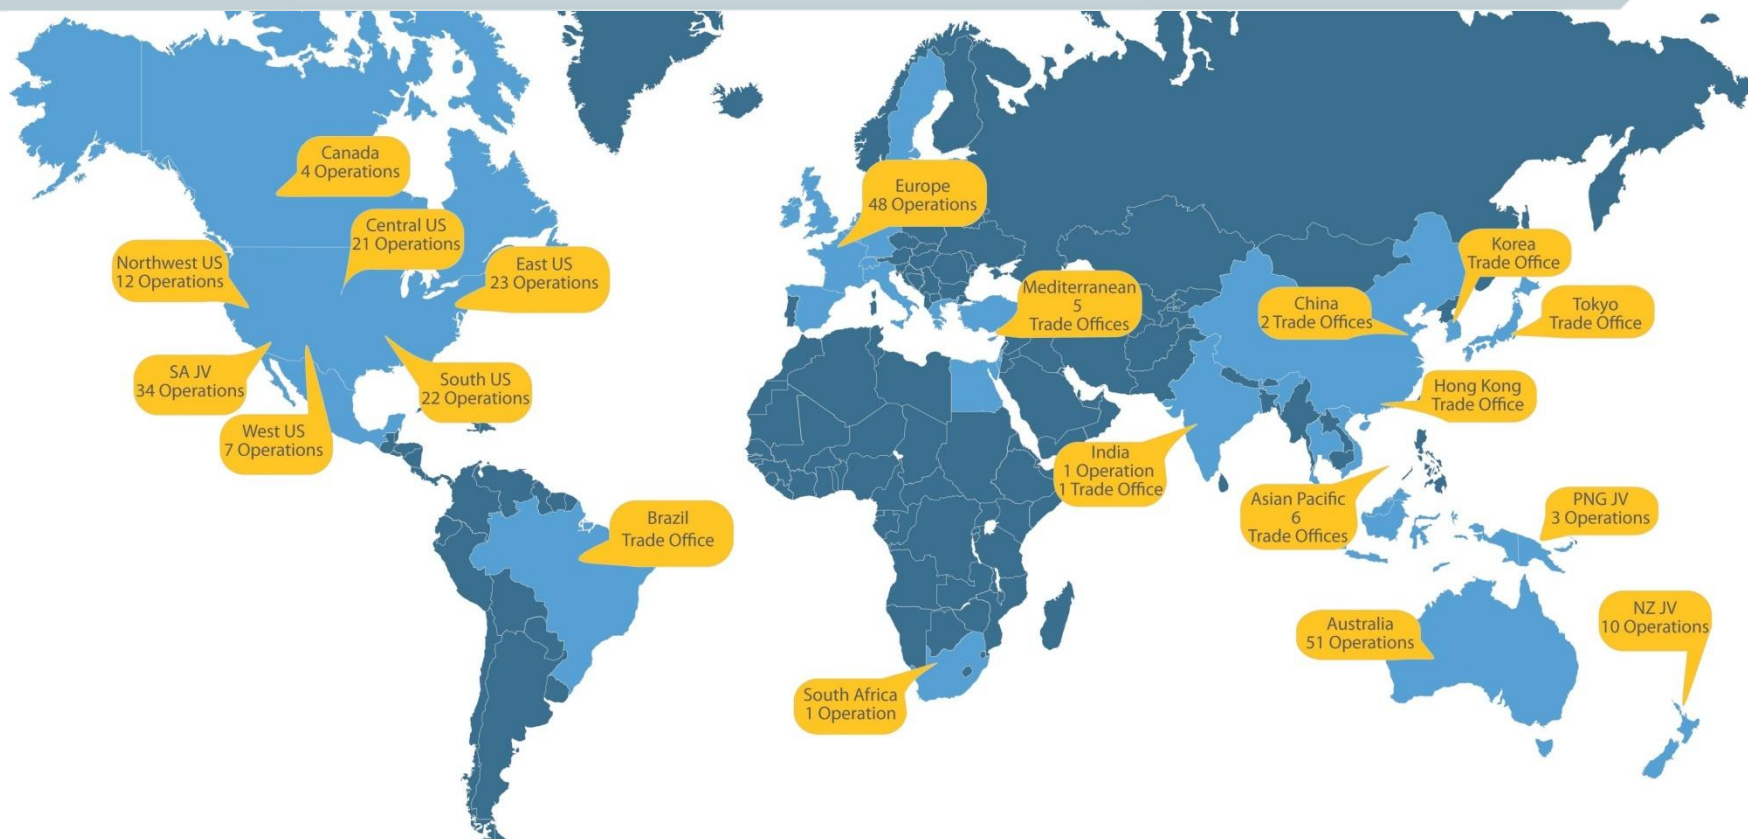 Canada
4 Operations
Central US
21 Operations
Northwest US
12 Operations
East US
23 Operations
SA JV
34 Operations
South US
22 Operations
West US
7 Operations
Brazil
Trade Office
Europe
48 Operations
Mediterranean
5
Trade Offices
South Africa
1 Operation
India
1 Operation
1 Trade Office
China
2 Trade Offices
Korea
Trade Office
Tokyo
Trade Office
Hong Kong
Trade Office
Asian Pacific
6
Trade Offices
PNG JV
3 Operations
Australia
51 Operations
NZ JV
10 Operations